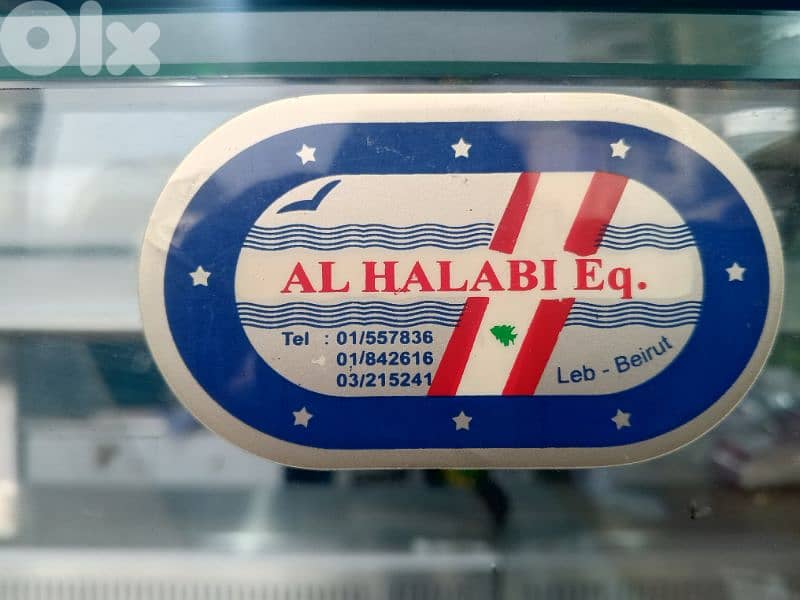 Olx
AL HALABI Eq.
Tel : 01/557836
01/842616
03/215241
Leb - Beirut